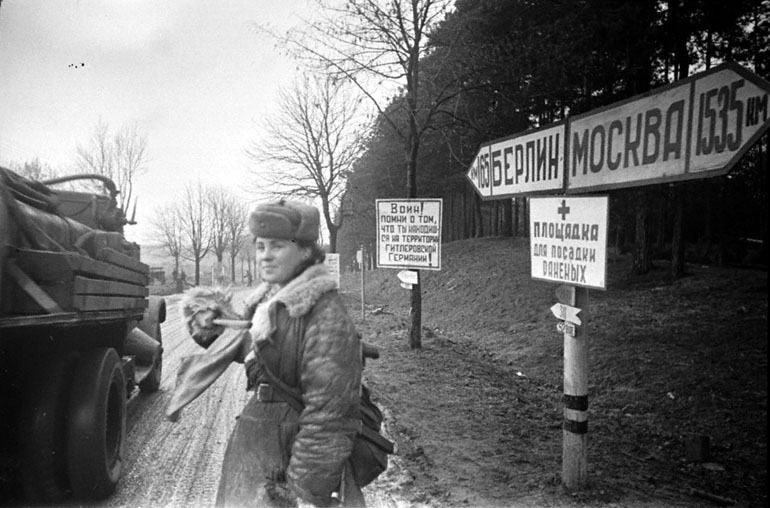 165 БЕРЛИН-
МОСКВА 1535 КМ
ВОИН!
ПОМНИ О ТОМ,
ЧТО ТЫ НАХОДИШЬ-
СЯ НА ТЕРРИТОРИИ
ГИТЛЕРОВСКОЙ
ГЕРМАНИИ!
ПЛОЩАДКА
ДЛЯ ПОСАДКИ
РАНЕНЫХ